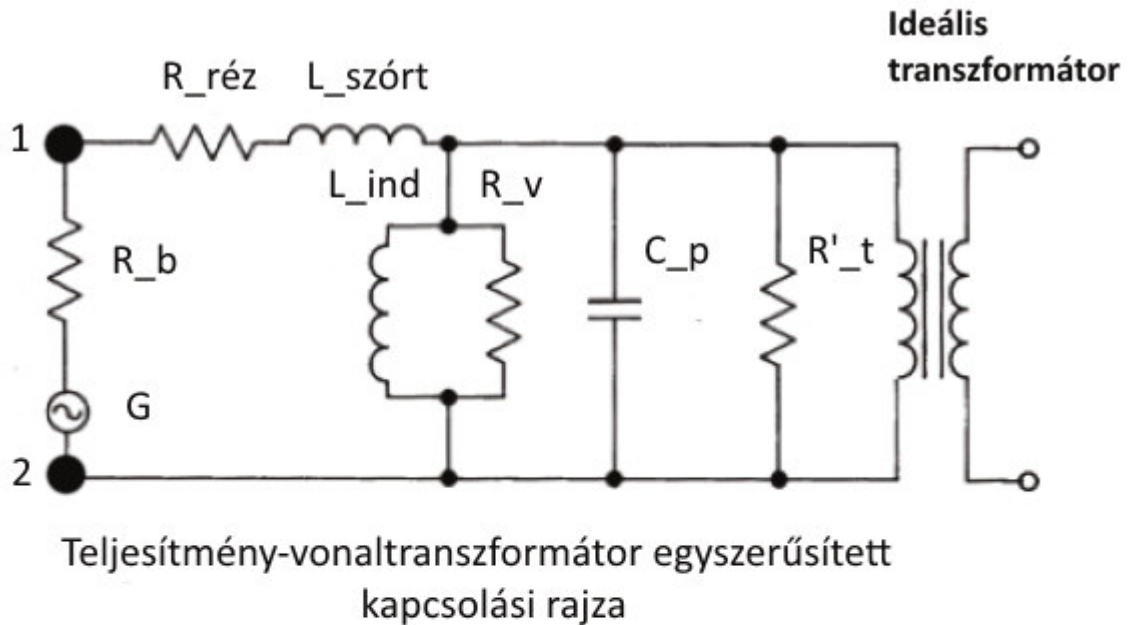 Ideális
transzformátor
R_réz L_szórt
1
L_ind R_v
R_b
C_p R'_t
G
2
Teljesítmény-vonaltranszformátor egyszerűsített
kapcsolási rajza